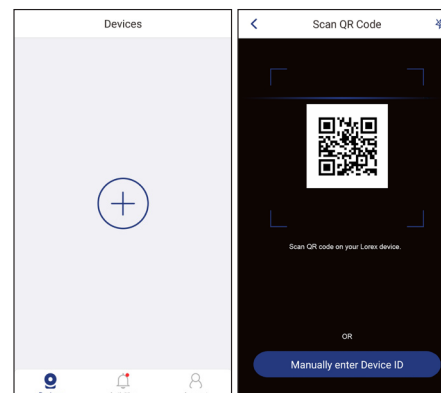 Devices
Scan QR Code
Scan QR code on your Lorex device.
OR
Manually enter Device ID